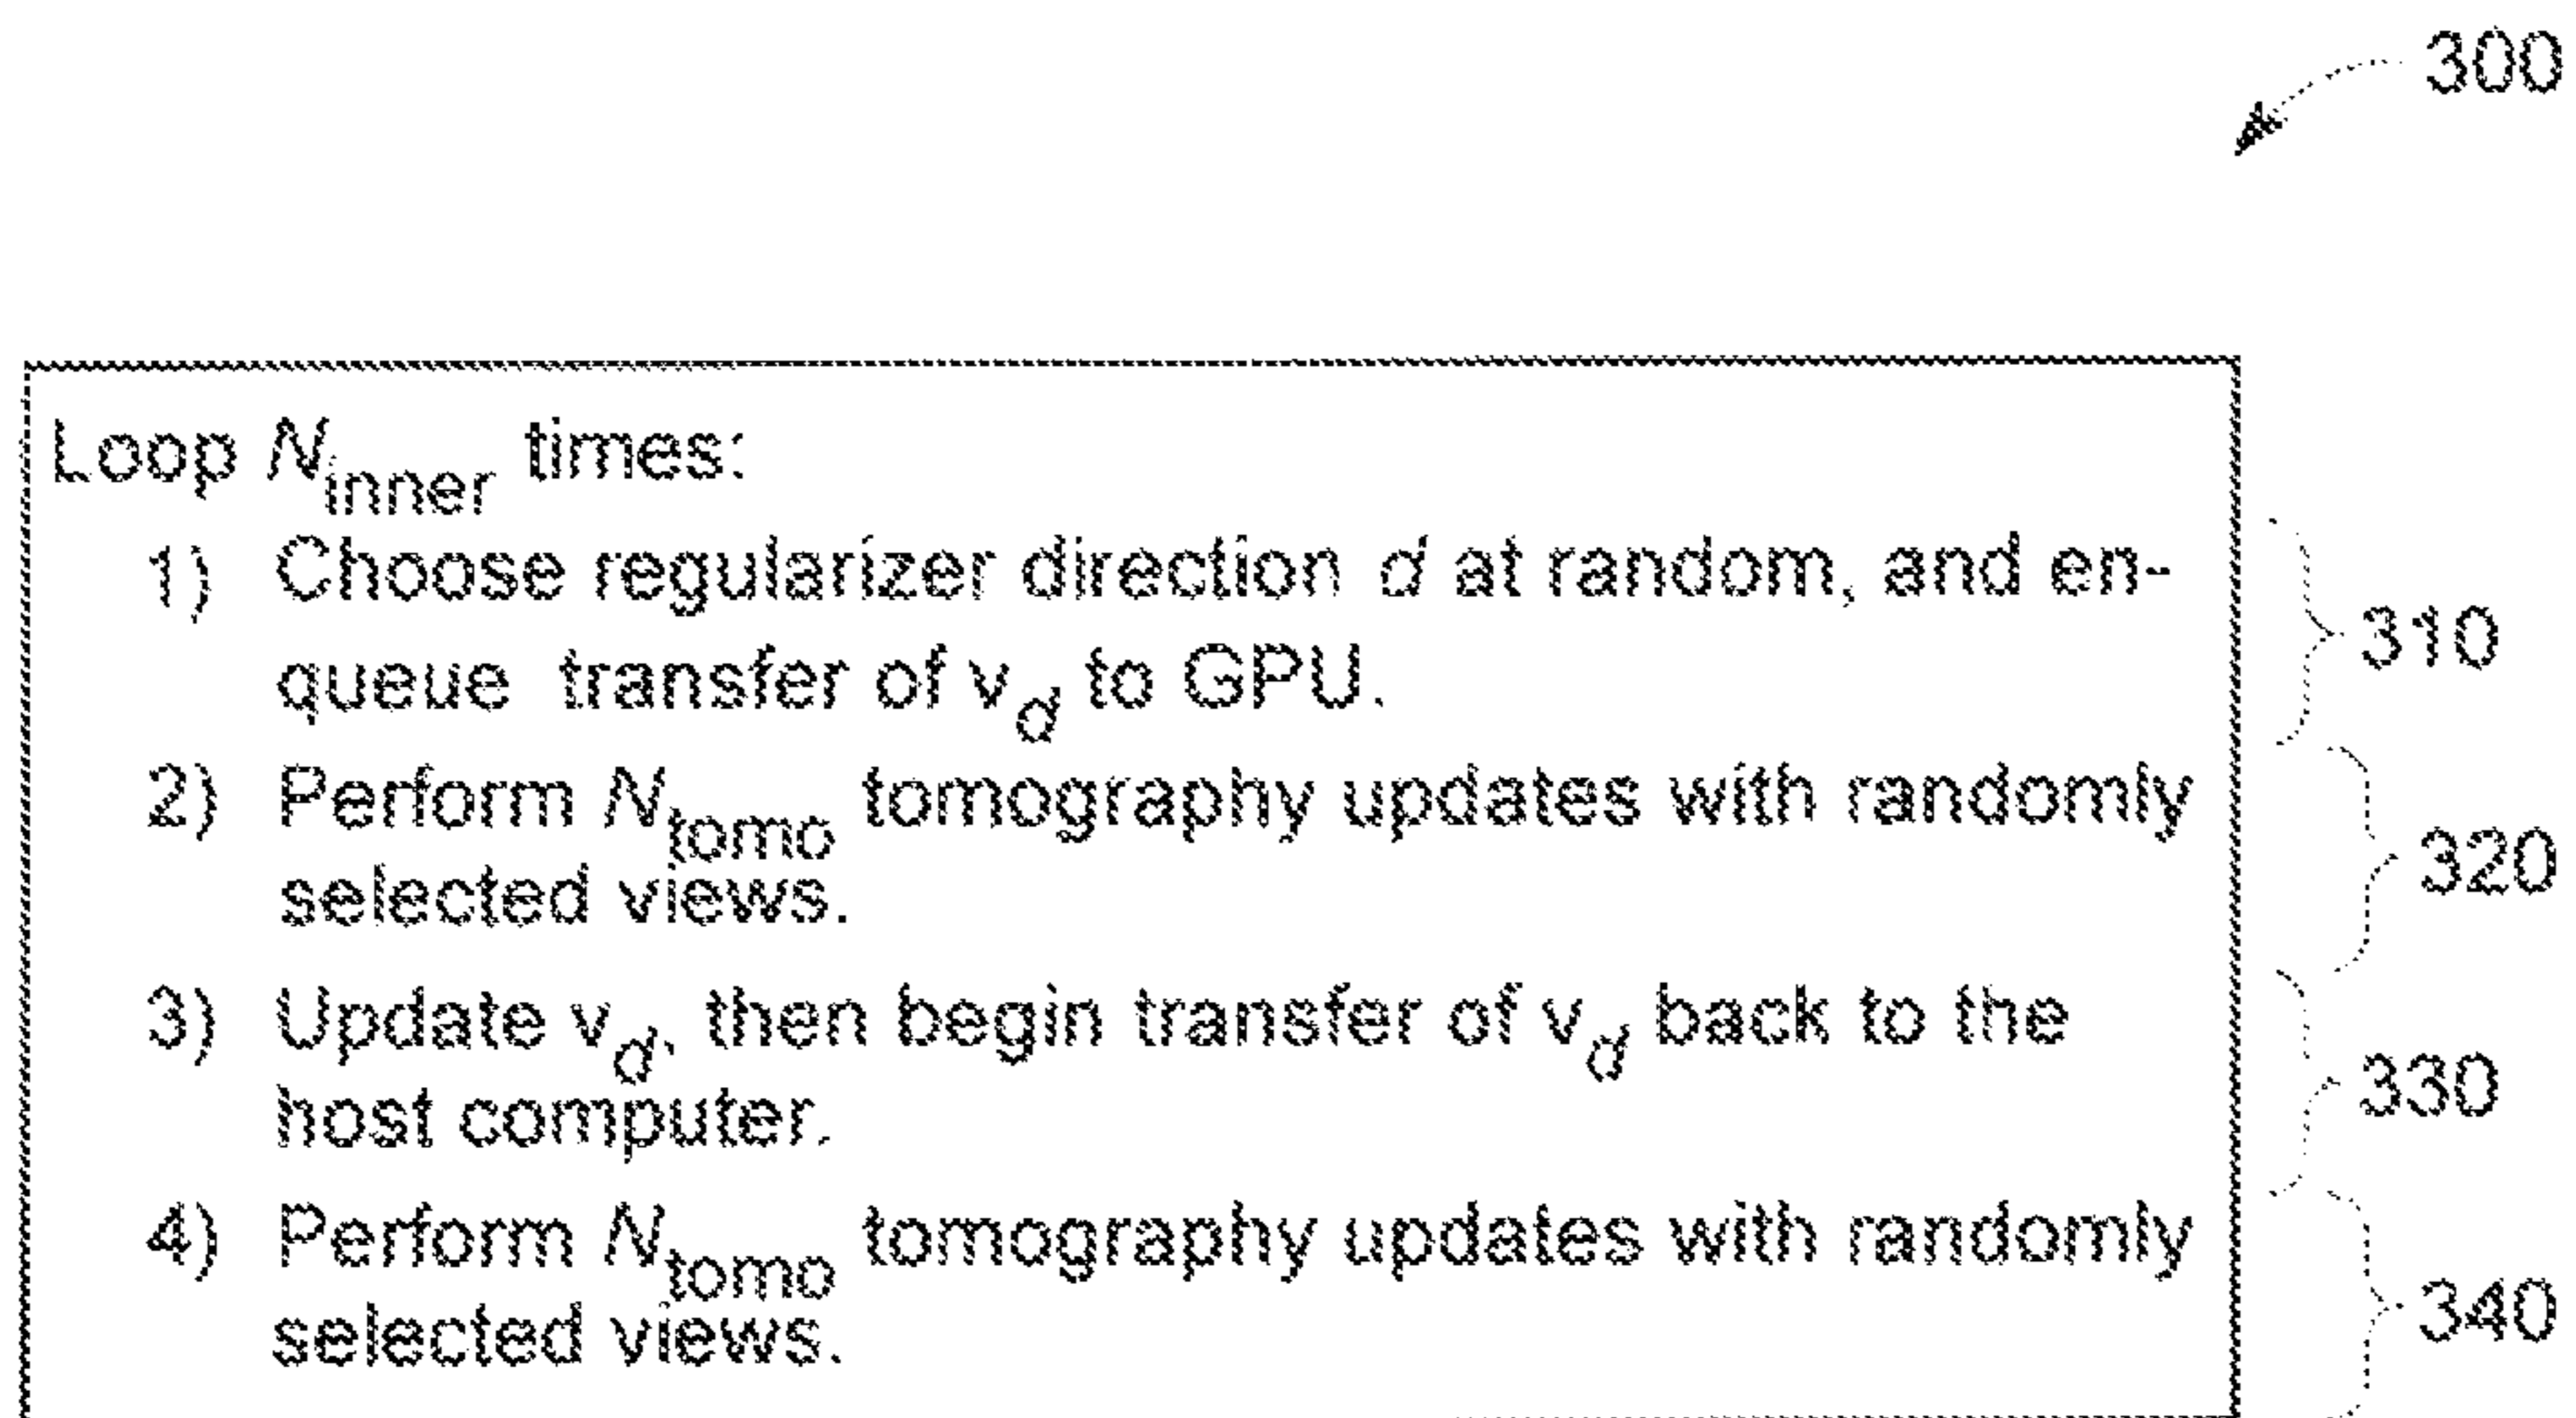 300
Loop N_inner times:
1) Choose regularizer direction d at random, and en-
queue transfer of v_d to GPU.
310
2) Perform N_tomo tomography updates with randomly
selected views.
320
3) Update v_d, then begin transfer of v_d back to the
host computer.
330
4) Perform N_tomo tomography updates with randomly
selected views.
340